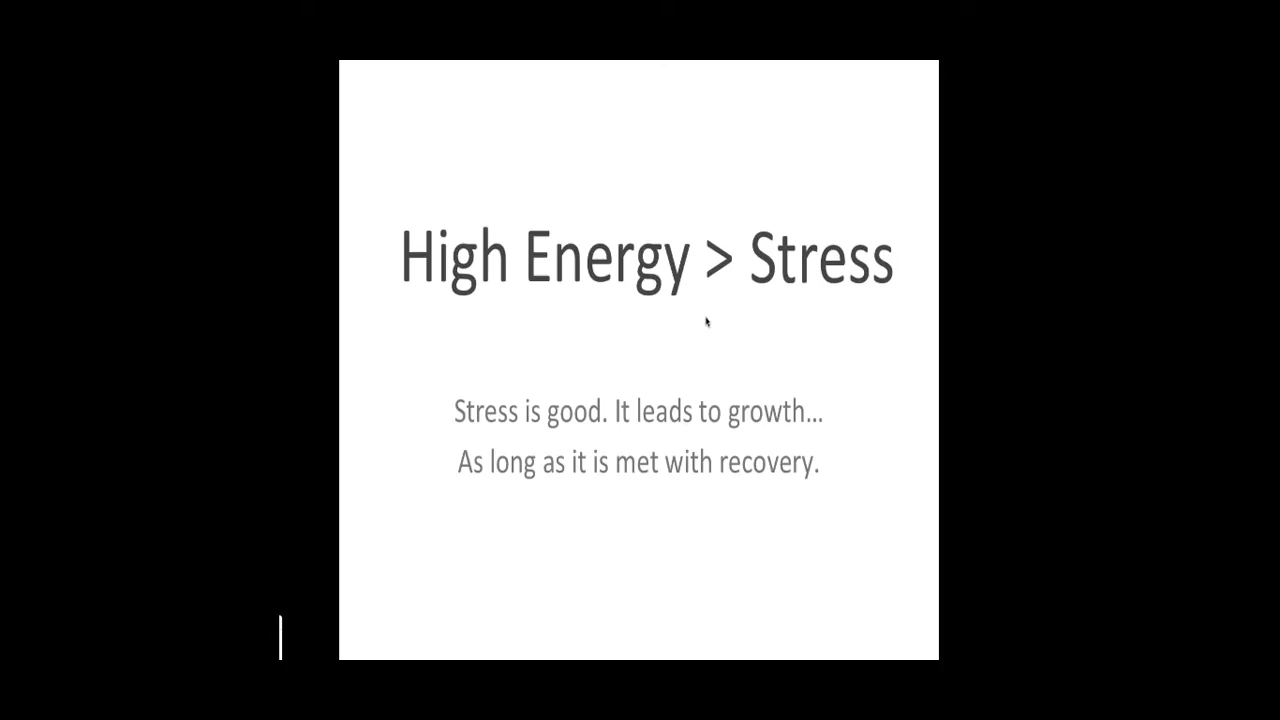 High Energy > Stress
Stress is good. It leads to growth...
As long as it is met with recovery.